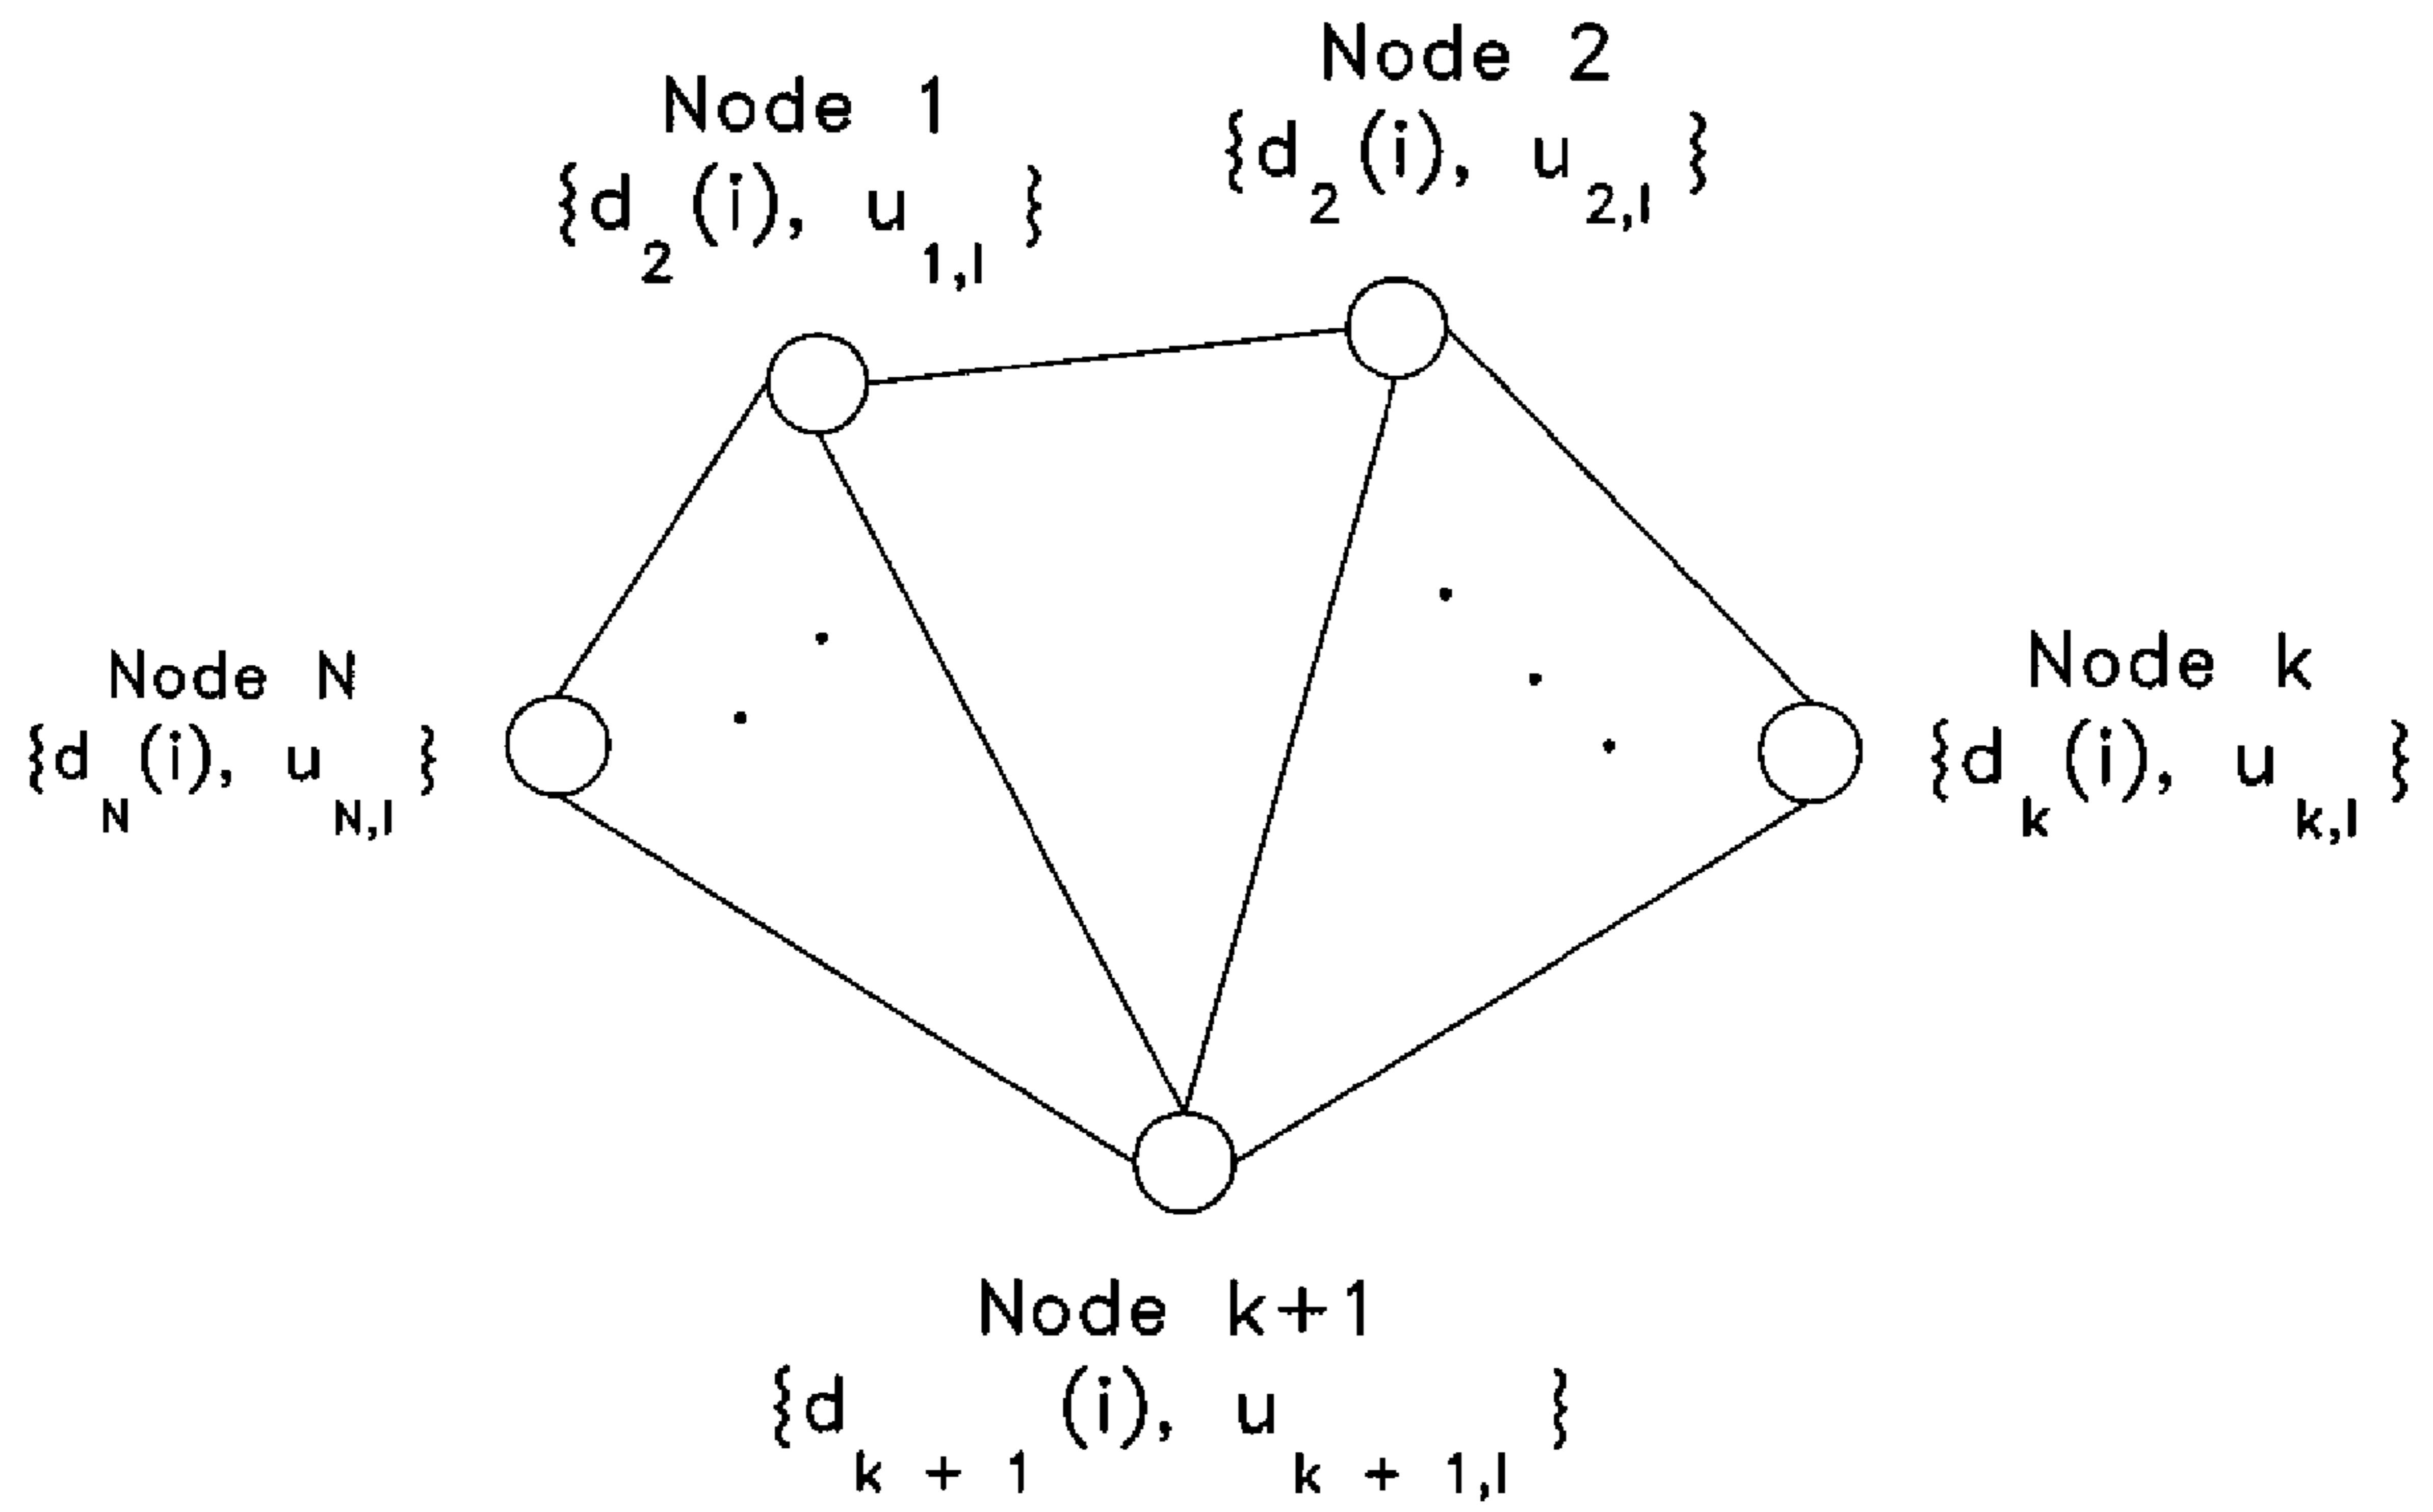 Node 2
{d2(i), u2,l}
Node 1
{d2(i), u1,l}
Node N
{dN(i), uN,l}
Node k
{dk(i), uk,l}
Node k+1
{dk + 1(i), uk + 1,l}